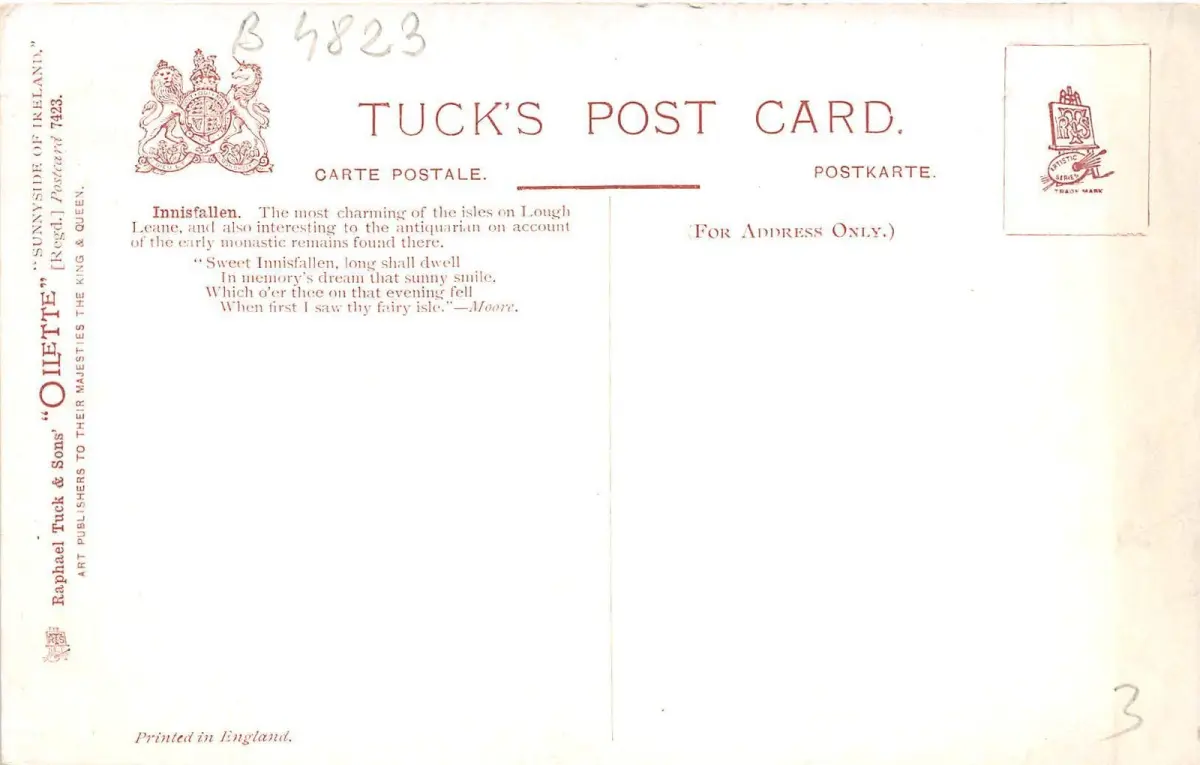 B 4823
TUCK'S POST CARD.
CARTE POSTALE.
POSTKARTE.
ARTISTIC
SERIES
TRADE MARK
(FOR ADDRESS ONLY.)
Innisfallen. The most charming of the isles on Lough
Leane, and also interesting to the antiquarian on account
of the early monastic remains found there.
"Sweet Innisfallen, long shall dwell
In memory's dream that sunny smile,
Which o'er thee on that evening fell
When first I saw thy fairy isle."—Moore.
Raphael Tuck & Sons' "OILETTE" "SUNNYSIDE OF IRELAND."
[Regd.] Postcard 7423.
ART PUBLISHERS TO THEIR MAJESTIES THE KING & QUEEN.
Printed in England.
3